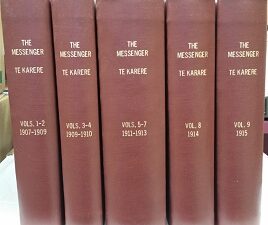 THE
MESSENGER
TE KARERE
VOLS. 1-2
1907-1909
THE
MESSENGER
TE KARERE
VOLS. 3-4
1909-1910
THE
MESSENGER
TE KARERE
VOLS. 5-7
1911-1913
THE
MESSENGER
TE KARARE
VOL. 8
1914
THE
MESSENGER
TE KARERE
VOL. 9
1915